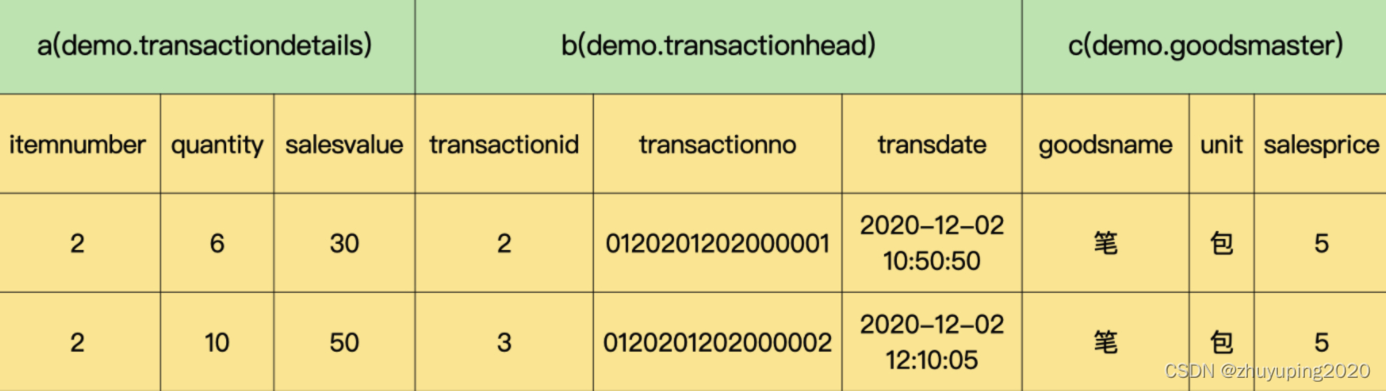 a(demo.transactiondetails) b(demo.transactionhead) c(demo.goodsmaster)
itemnumber quantity salesvalue transactionid transactionno transdate goodsname unit salesprice
2 6 30 2 0120201202000001 2020-12-02 10:50:50 笔 包 5
2 10 50 3 0120201202000002 2020-12-02 12:10:05 笔 包 5
CSDN @zhuyuping2020